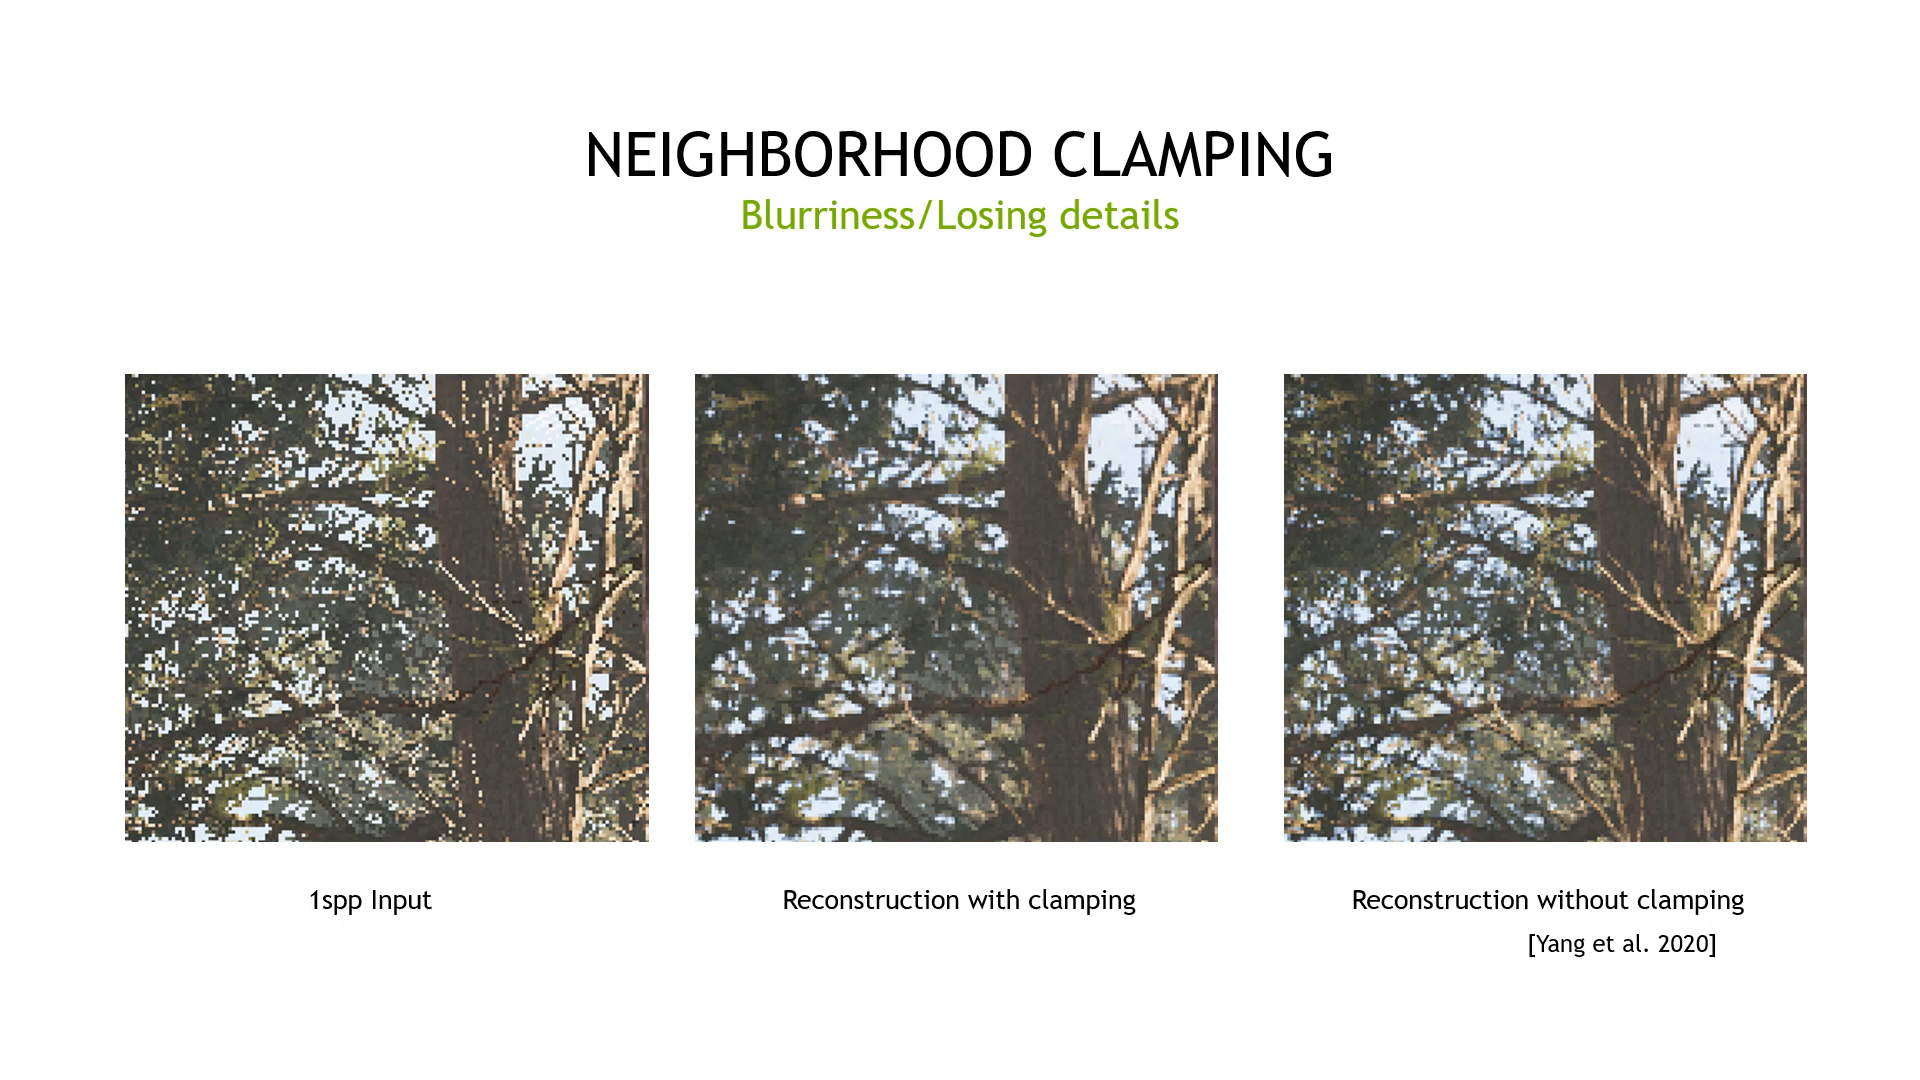 NEIGHBORHOOD CLAMPING
Blurriness/Losing details
1spp Input
Reconstruction with clamping
Reconstruction without clamping
[Yang et al. 2020]